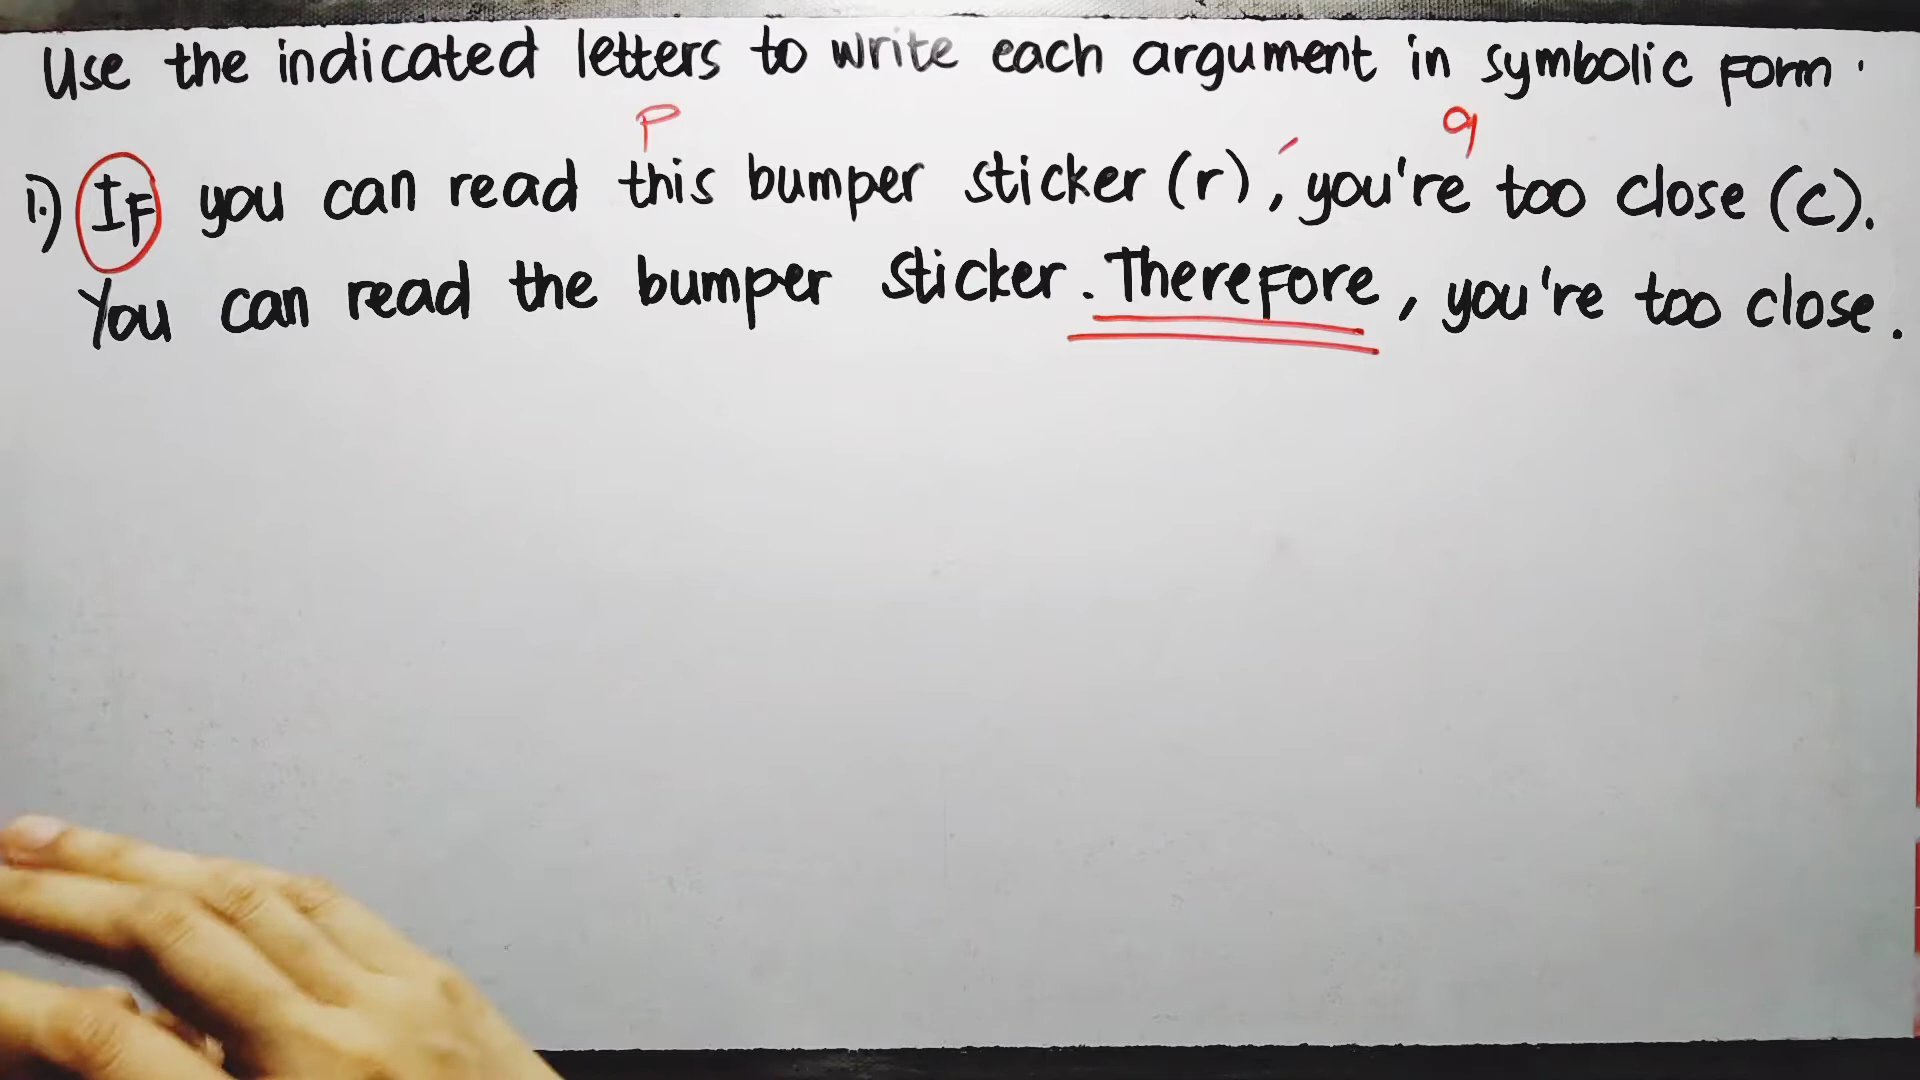 Use the indicated letters to write each argument in symbolic form.
p q
1.) If you can read this bumper sticker (r), you're too close (c).
You can read the bumper sticker. Therefore, you're too close.